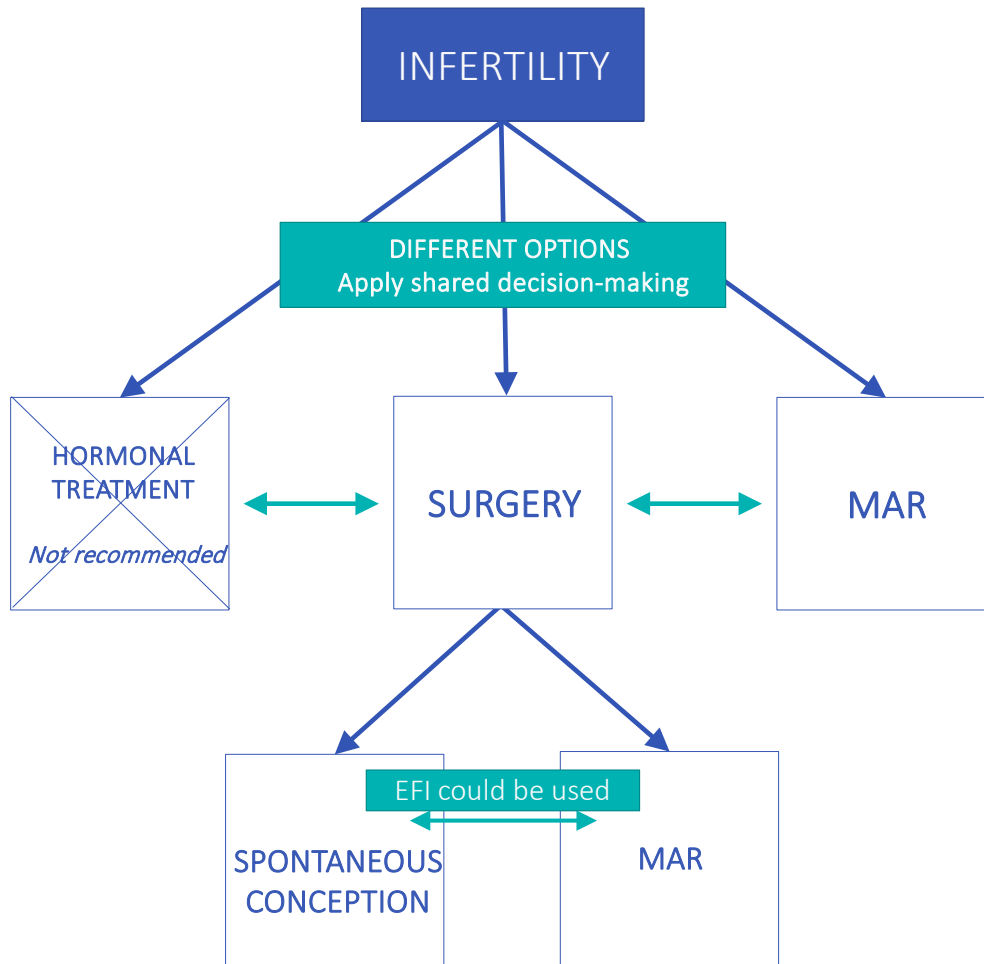 INFERTILITY
DIFFERENT OPTIONS
Apply shared decision-making
HORMONAL
TREATMENT
Not recommended
SURGERY
MAR
EFI could be used
SPONTANEOUS
CONCEPTION
MAR